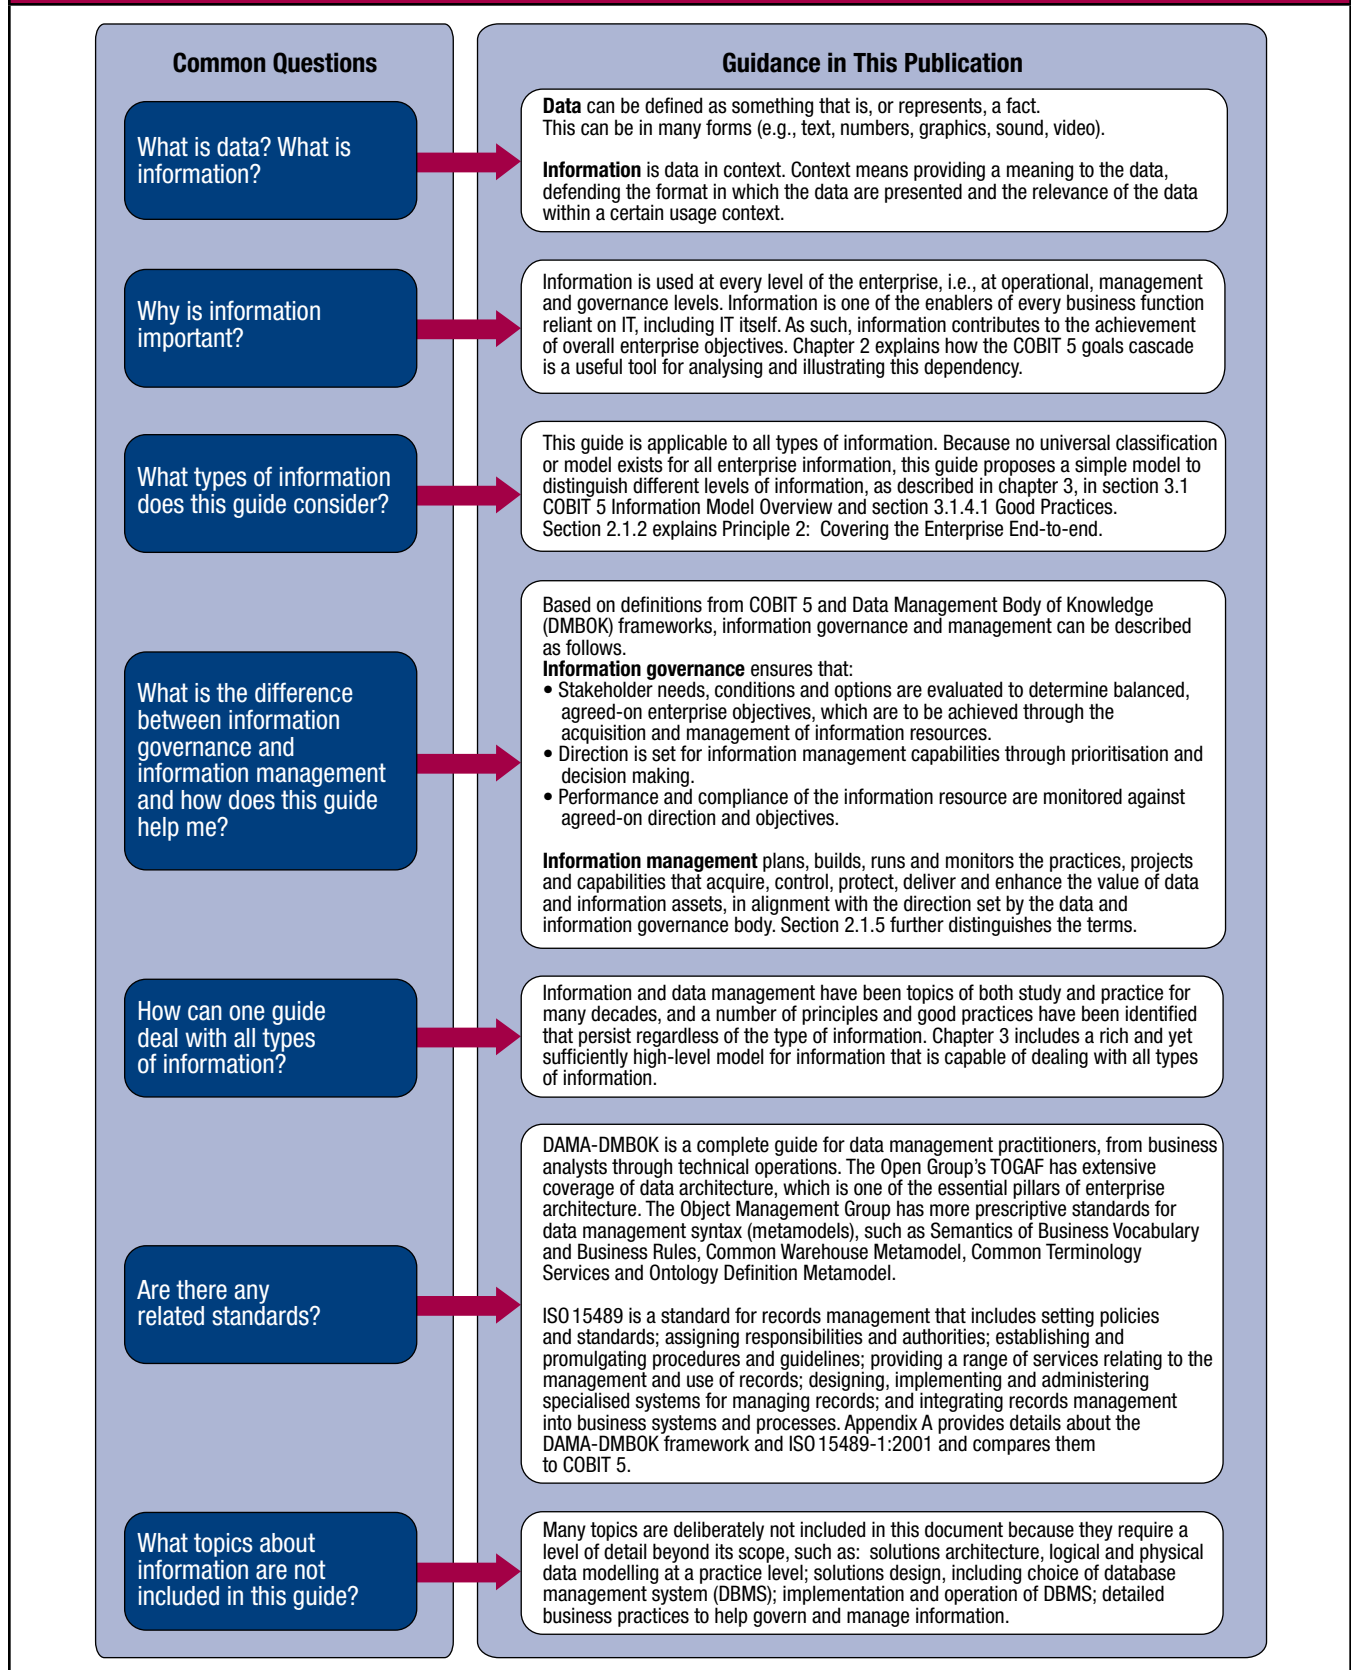 Common Questions
Guidance in This Publication
What is data? What is
information?
Data can be defined as something that is, or represents, a fact.
This can be in many forms (e.g., text, numbers, graphics, sound, video).
Information is data in context. Context means providing a meaning to the data,
defending the format in which the data are presented and the relevance of the data
within a certain usage context.
Why is information
important?
Information is used at every level of the enterprise, i.e., at operational, management
and governance levels. Information is one of the enablers of every business function
reliant on IT, including IT itself. As such, information contributes to the achievement
of overall enterprise objectives. Chapter 2 explains how the COBIT 5 goals cascade
is a useful tool for analysing and illustrating this dependency.
What types of information
does this guide consider?
This guide is applicable to all types of information. Because no universal classification
or model exists for all enterprise information, this guide proposes a simple model to
distinguish different levels of information, as described in chapter 3, in section 3.1
COBIT 5 Information Model Overview and section 3.1.4.1 Good Practices.
Section 2.1.2 explains Principle 2: Covering the Enterprise End-to-end.
What is the difference
between information
governance and
information management
and how does this guide
help me?
Based on definitions from COBIT 5 and Data Management Body of Knowledge
(DMBOK) frameworks, information governance and management can be described
as follows.
Information governance ensures that:
• Stakeholder needs, conditions and options are evaluated to determine balanced,
agreed-on enterprise objectives, which are to be achieved through the
acquisition and management of information resources.
• Direction is set for information management capabilities through prioritisation and
decision making.
• Performance and compliance of the information resource are monitored against
agreed-on direction and objectives.
Information management plans, builds, runs and monitors the practices, projects
and capabilities that acquire, control, protect, deliver and enhance the value of data
and information assets, in alignment with the direction set by the data and
information governance body. Section 2.1.5 further distinguishes the terms.
How can one guide
deal with all types
of information?
Information and data management have been topics of both study and practice for
many decades, and a number of principles and good practices have been identified
that persist regardless of the type of information. Chapter 3 includes a rich and yet
sufficiently high-level model for information that is capable of dealing with all types
of information.
Are there any
related standards?
DAMA-DMBOK is a complete guide for data management practitioners, from business
analysts through technical operations. The Open Group's TOGAF has extensive
coverage of data architecture, which is one of the essential pillars of enterprise
architecture. The Object Management Group has more prescriptive standards for
data management syntax (metamodels), such as Semantics of Business Vocabulary
and Business Rules, Common Warehouse Metamodel, Common Terminology
Services and Ontology Definition Metamodel.
ISO 15489 is a standard for records management that includes setting policies
and standards; assigning responsibilities and authorities; establishing and
promulgating procedures and guidelines; providing a range of services relating to the
management and use of records; designing, implementing and administering
specialised systems for managing records; and integrating records management
into business systems and processes. Appendix A provides details about the
DAMA-DMBOK framework and ISO 15489-1:2001 and compares them
to COBIT 5.
What topics about
information are not
included in this guide?
Many topics are deliberately not included in this document because they require a
level of detail beyond its scope, such as: solutions architecture, logical and physical
data modelling at a practice level; solutions design, including choice of database
management system (DBMS); implementation and operation of DBMS; detailed
business practices to help govern and manage information.